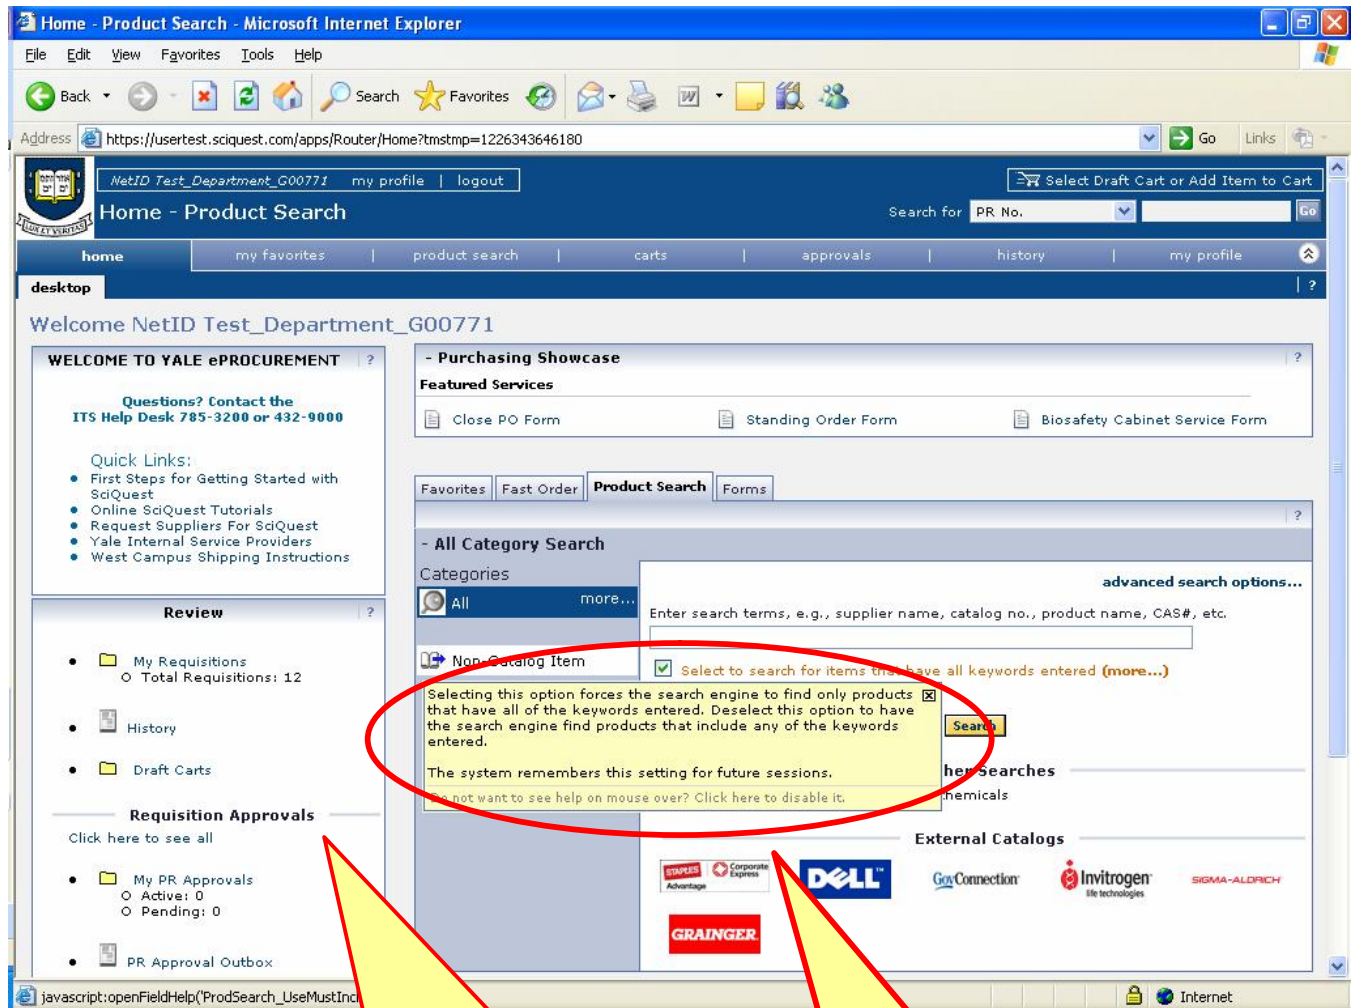 Home - Product Search - Microsoft Internet Explorer
File Edit View Favorites Tools Help
Back Search Favorites
Address https://usertest.sciquest.com/apps/Router/Home?tmstmp=1226343646180 Go Links
NetID Test_Department_G00771 my profile | logout
Select Draft Cart or Add Item to Cart
LUX ET VERITAS
Home - Product Search
Search for PR No. Go
home my favorites | product search | carts | approvals | history | my profile
desktop | ?
Welcome NetID Test_Department_G00771
WELCOME TO YALE ePROCUREMENT ?
Questions? Contact the
ITS Help Desk 785-3200 or 432-9000
Quick Links:
• First Steps for Getting Started with
SciQuest
• Online SciQuest Tutorials
• Request Suppliers For SciQuest
• Yale Internal Service Providers
• West Campus Shipping Instructions
Review ?
• My Requisitions
O Total Requisitions: 12
• History
• Draft Carts
Requisition Approvals
Click here to see all
• My PR Approvals
O Active: 0
O Pending: 0
• PR Approval Outbox
- Purchasing Showcase ?
Featured Services
Close PO Form Standing Order Form Biosafety Cabinet Service Form
Favorites Fast Order Product Search Forms
?
- All Category Search
Categories
All more...
Non-Catalog Item
advanced search options...
Enter search terms, e.g., supplier name, catalog no., product name, CAS#, etc.
Select to search for items that have all keywords entered (more...)
Selecting this option forces the search engine to find only products
that have all of the keywords entered. Deselect this option to have
the search engine find products that include any of the keywords
entered.
The system remembers this setting for future sessions.
Do not want to see help on mouse over? Click here to disable it.
Search
her Searches
hemicals
External Catalogs
STAPLES Advantage Corporate Express
DELL
GovConnection
Invitrogen
life technologies
SIGMA-ALDRICH
GRAINGER
javascript:openFieldHelp('ProdSearch_UseMustIncl
Internet